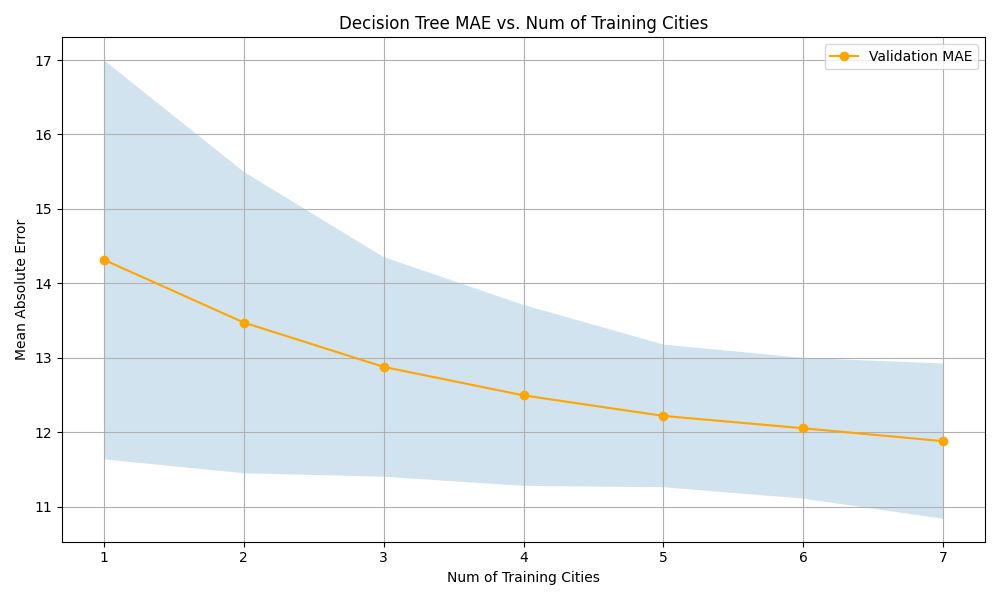 Decision Tree MAE vs. Num of Training Cities
Validation MAE
17
16
15
14
13
12
11
Mean Absolute Error
1 2 3 4 5 6 7
Num of Training Cities